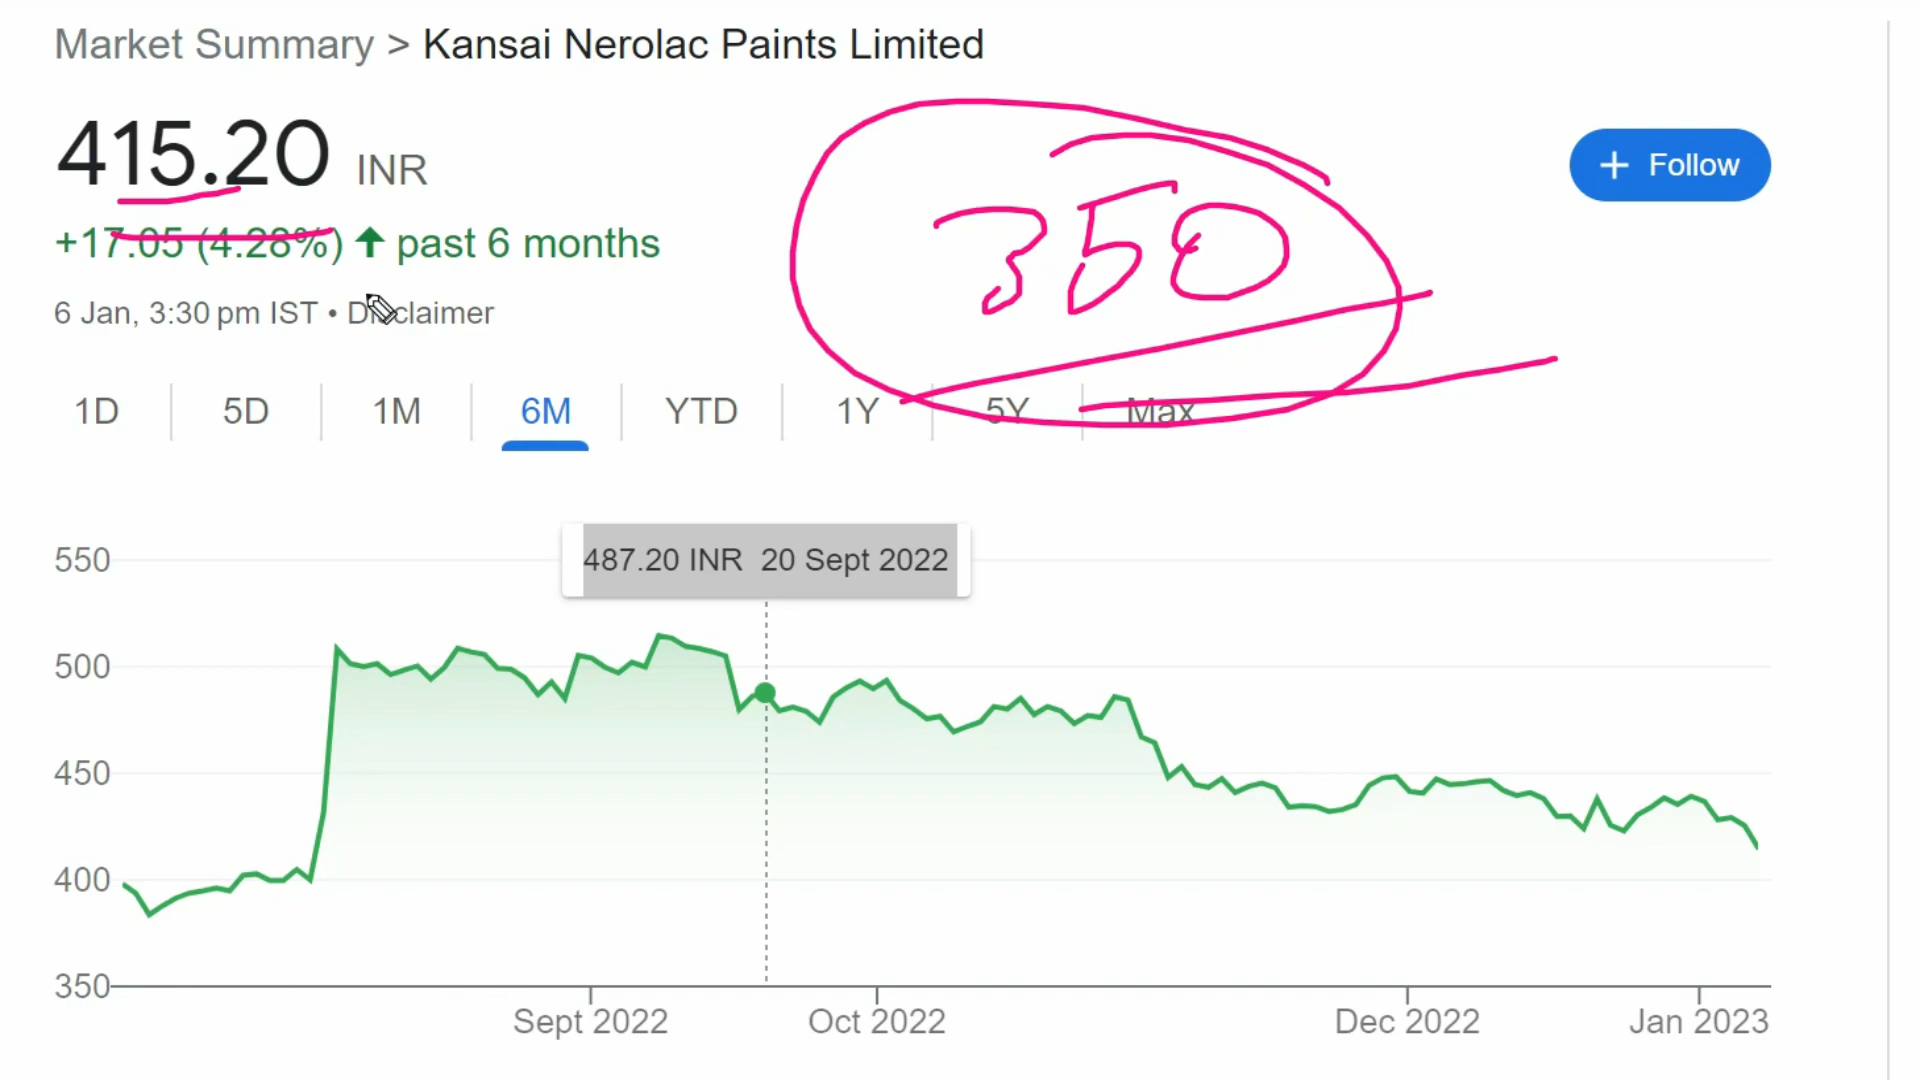 Market Summary > Kansai Nerolac Paints Limited
415.20 INR
350
+ Follow
+17.05 (4.28%) ↑ past 6 months
6 Jan, 3:30 pm IST • Disclaimer
1D 5D 1M 6M YTD 1Y 5Y Max
487.20 INR 20 Sept 2022
550
500
450
400
350
Sept 2022 Oct 2022 Dec 2022 Jan 2023